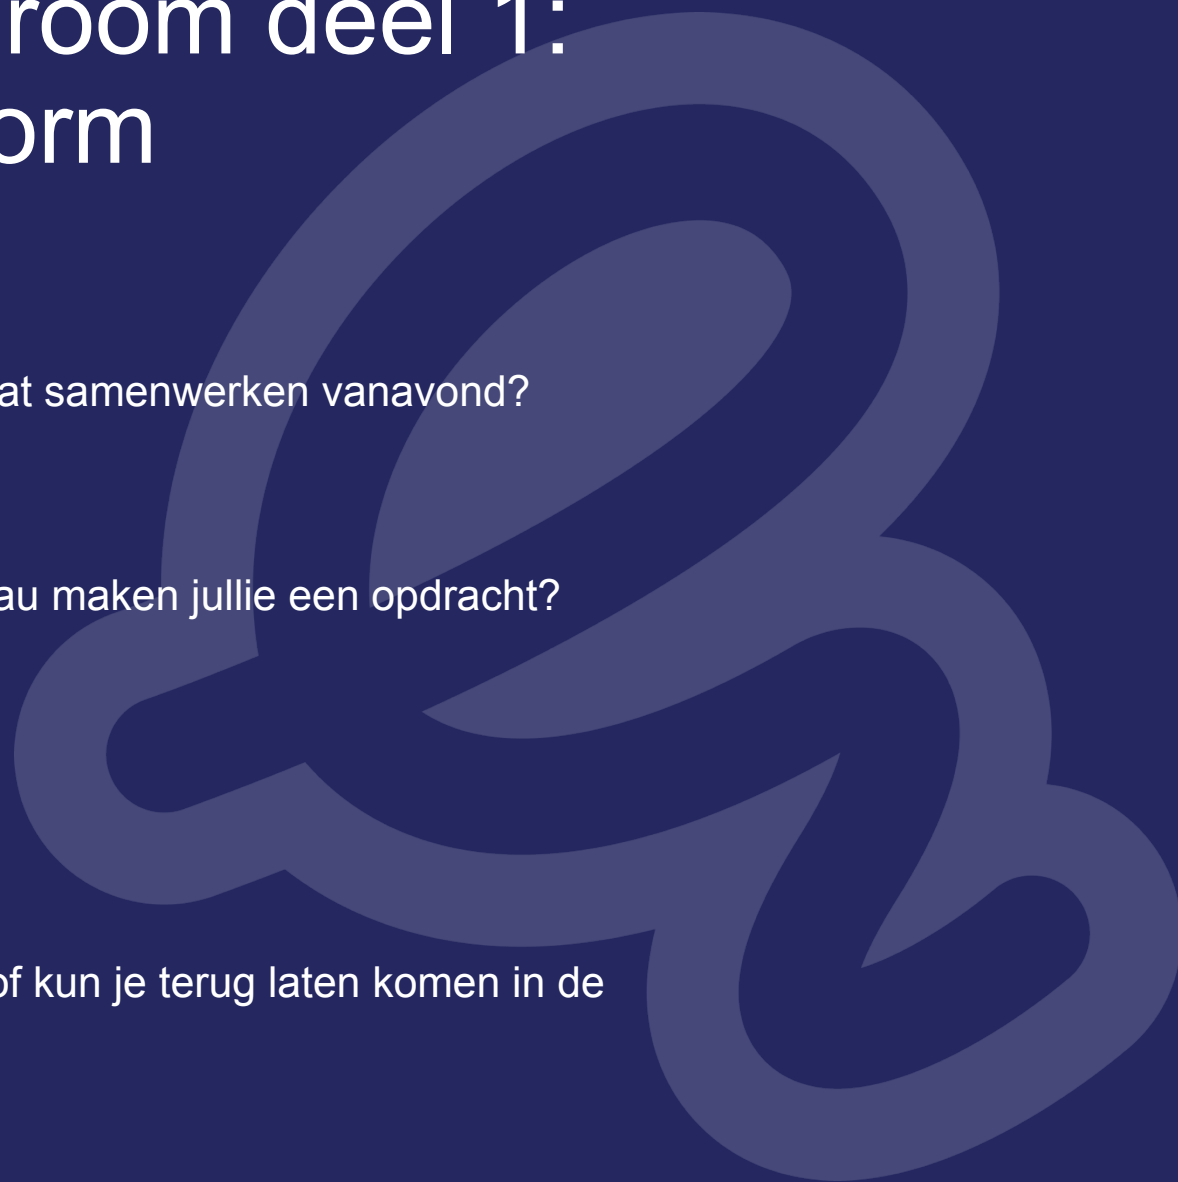 room deel 1:
orm
at samenwerken vanavond?
au maken jullie een opdracht?
of kun je terug laten komen in de